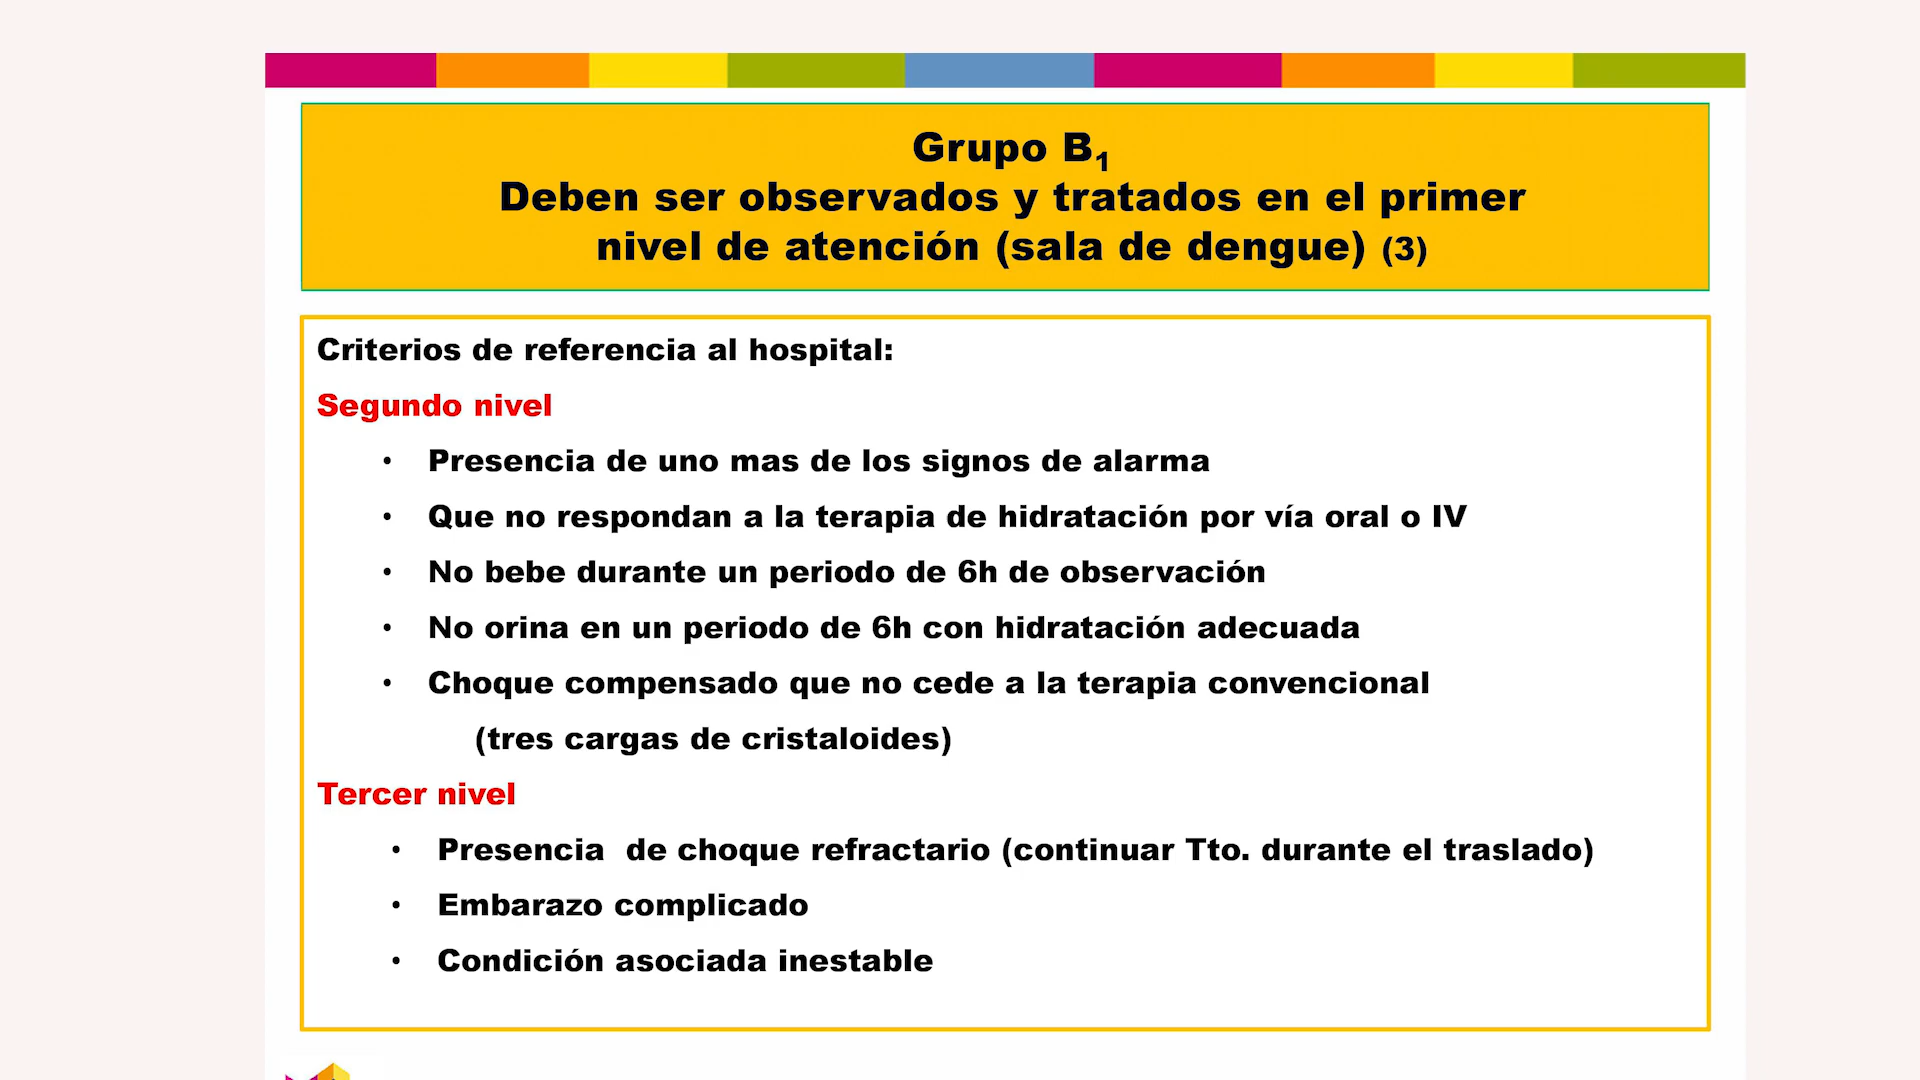 Grupo B₁
Deben ser observados y tratados en el primer
nivel de atención (sala de dengue) (3)
Criterios de referencia al hospital:
Segundo nivel
• Presencia de uno mas de los signos de alarma
• Que no respondan a la terapia de hidratación por vía oral o IV
• No bebe durante un periodo de 6h de observación
• No orina en un periodo de 6h con hidratación adecuada
• Choque compensado que no cede a la terapia convencional
(tres cargas de cristaloides)
Tercer nivel
• Presencia de choque refractario (continuar Tto. durante el traslado)
• Embarazo complicado
• Condición asociada inestable